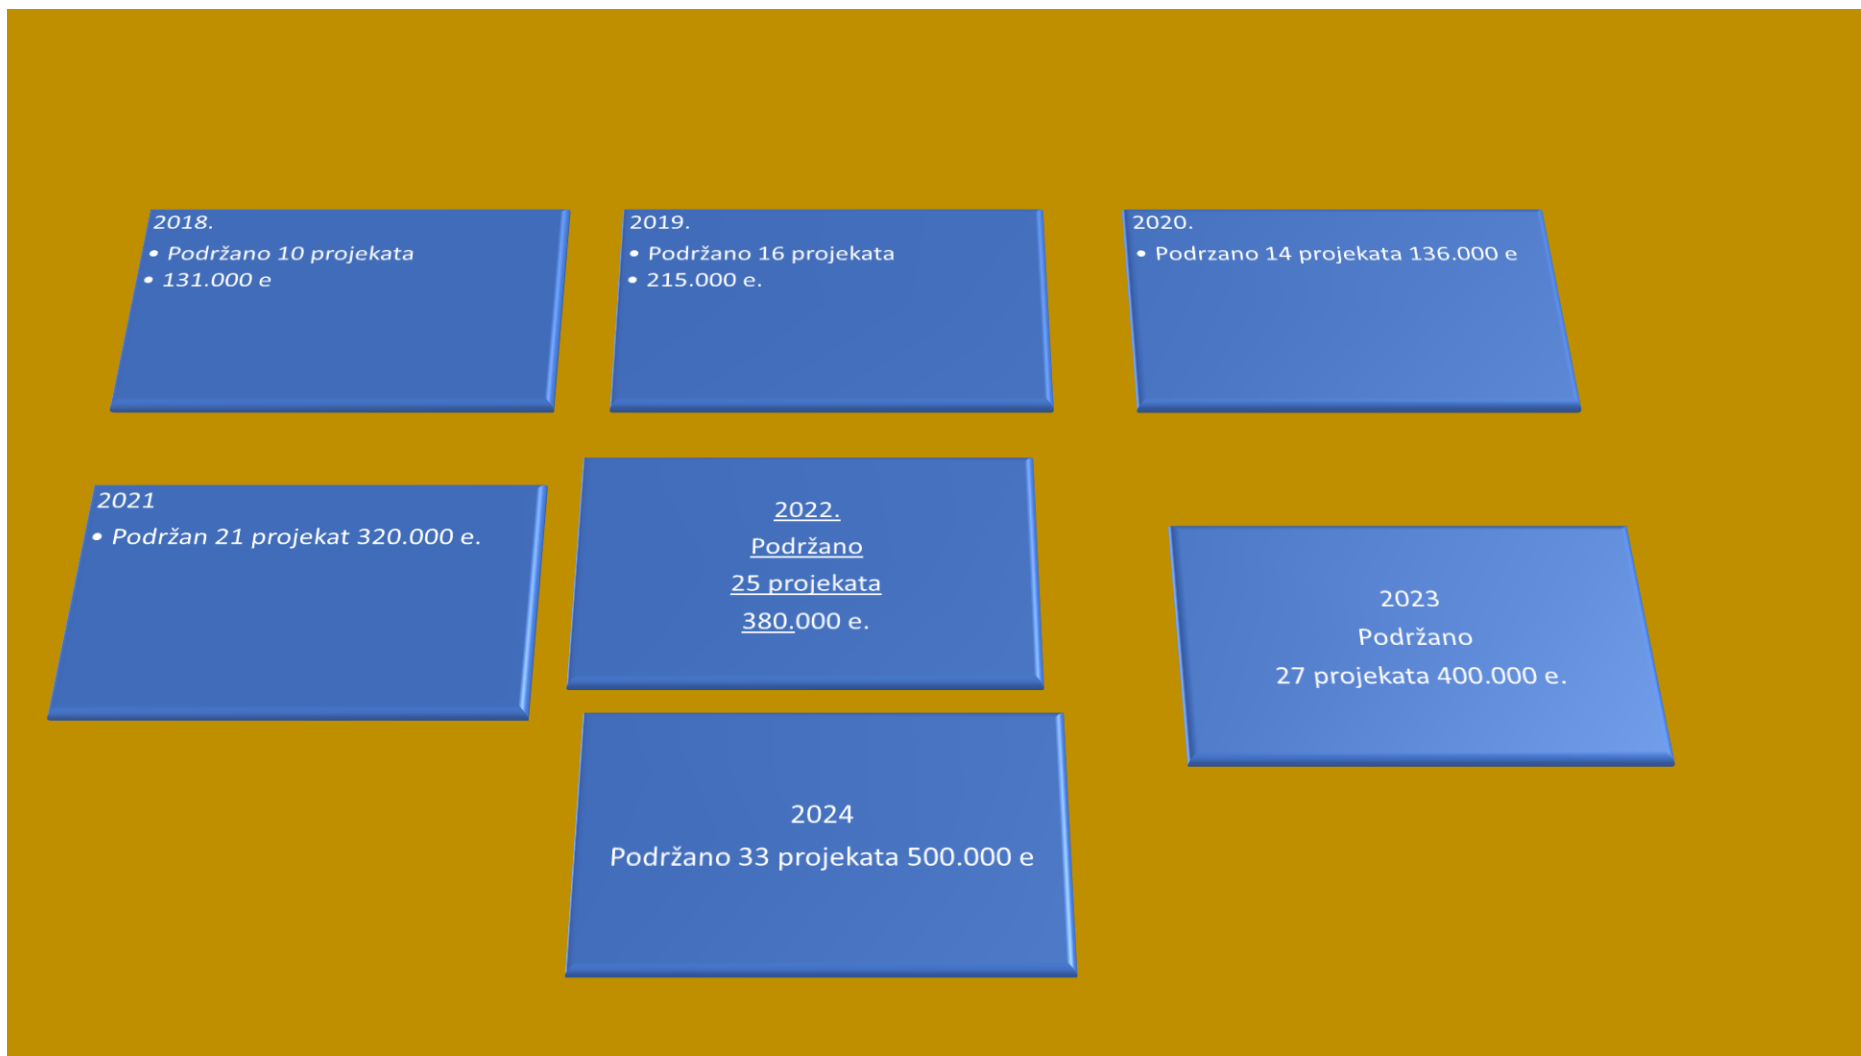 2018.
• Podržano 10 projekata
• 131.000 e
2019.
• Podržano 16 projekata
• 215.000 e.
2020.
• Podrzano 14 projekata 136.000 e
2021
• Podržan 21 projekat 320.000 e.
2022.
Podržano
25 projekata
380.000 e.
2023
Podržano
27 projekata 400.000 e.
2024
Podržano 33 projekata 500.000 e